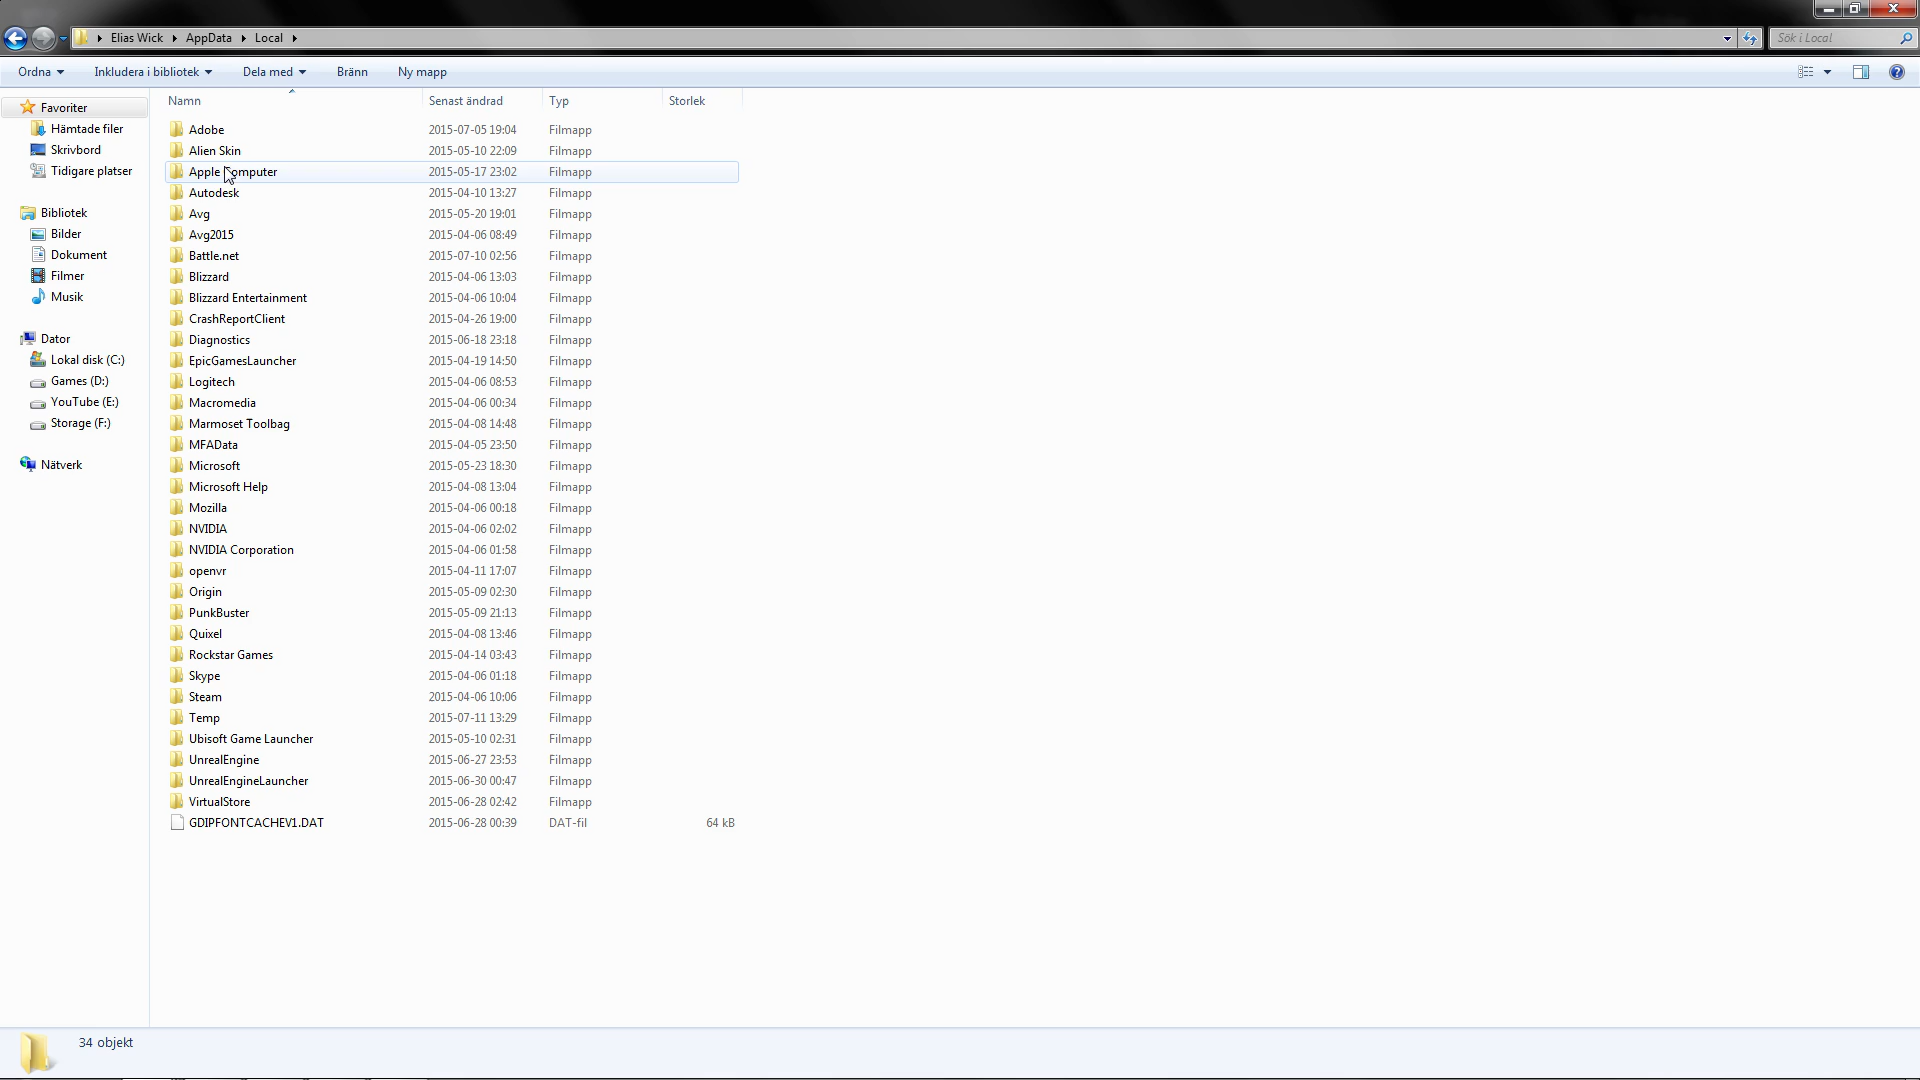 Elias Wick AppData Local
Sök i Local
Ordna Inkludera i bibliotek Dela med Bränn Ny mapp
Namn Senast ändrad Typ Storlek
Favoriter
Hämtade filer
Skrivbord
Tidigare platser
Bibliotek
Bilder
Dokument
Filmer
Musik
Dator
Lokal disk (C:)
Games (D:)
YouTube (E:)
Storage (F:)
Nätverk
Adobe 2015-07-05 19:04 Filmapp
Alien Skin 2015-05-10 22:09 Filmapp
Apple Computer 2015-05-17 23:02 Filmapp
Autodesk 2015-04-10 13:27 Filmapp
Avg 2015-05-20 19:01 Filmapp
Avg2015 2015-04-06 08:49 Filmapp
Battle.net 2015-07-10 02:56 Filmapp
Blizzard 2015-04-06 13:03 Filmapp
Blizzard Entertainment 2015-04-06 10:04 Filmapp
CrashReportClient 2015-04-26 19:00 Filmapp
Diagnostics 2015-06-18 23:18 Filmapp
EpicGamesLauncher 2015-04-19 14:50 Filmapp
Logitech 2015-04-06 08:53 Filmapp
Macromedia 2015-04-06 00:34 Filmapp
Marmoset Toolbag 2015-04-08 14:48 Filmapp
MFAData 2015-04-05 23:50 Filmapp
Microsoft 2015-05-23 18:30 Filmapp
Microsoft Help 2015-04-08 13:04 Filmapp
Mozilla 2015-04-06 00:18 Filmapp
NVIDIA 2015-04-06 02:02 Filmapp
NVIDIA Corporation 2015-04-06 01:58 Filmapp
openvr 2015-04-11 17:07 Filmapp
Origin 2015-05-09 02:30 Filmapp
PunkBuster 2015-05-09 21:13 Filmapp
Quixel 2015-04-08 13:46 Filmapp
Rockstar Games 2015-04-14 03:43 Filmapp
Skype 2015-04-06 01:18 Filmapp
Steam 2015-04-06 10:06 Filmapp
Temp 2015-07-11 13:29 Filmapp
Ubisoft Game Launcher 2015-05-10 02:31 Filmapp
UnrealEngine 2015-06-27 23:53 Filmapp
UnrealEngineLauncher 2015-06-30 00:47 Filmapp
VirtualStore 2015-06-28 02:42 Filmapp
GDIPFONTCACHEV1.DAT 2015-06-28 00:39 DAT-fil 64 kB
34 objekt